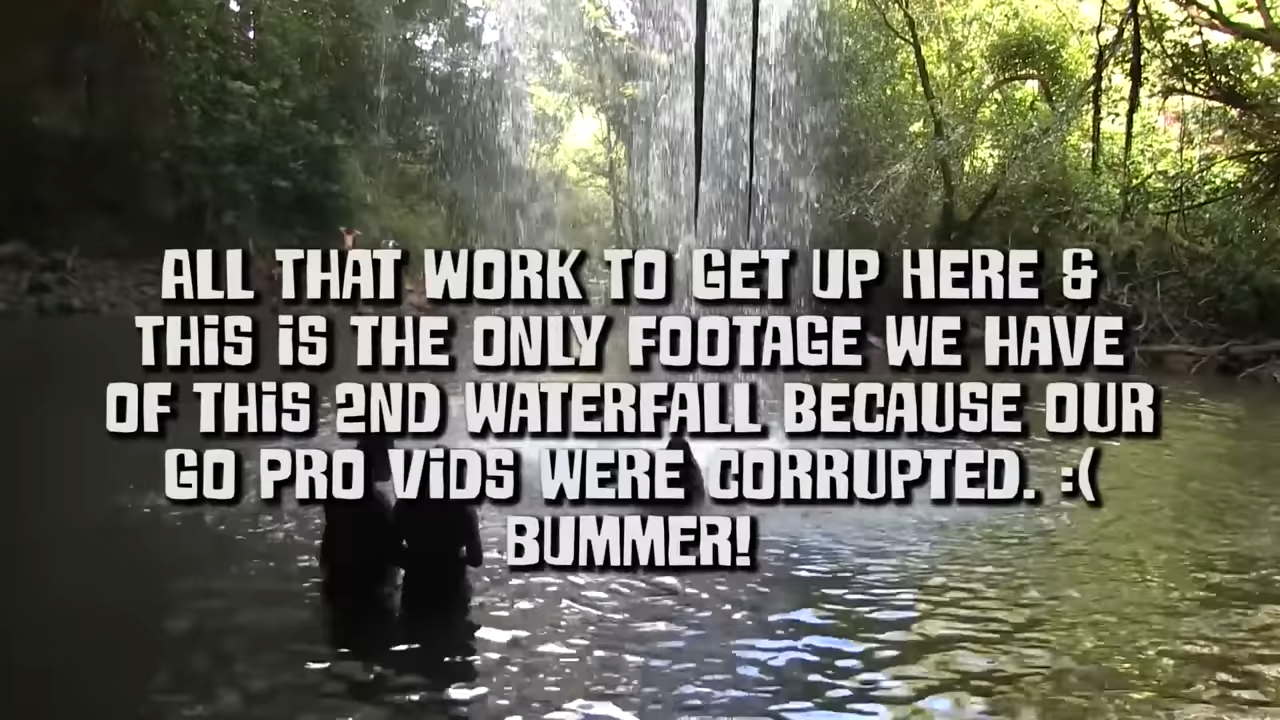 ALL THAT WORK TO GET UP HERE &
THiS iS THE ONLY FOOTAGE WE HAVE
OF THiS 2ND WATERFALL BECAUSE OUR
GO PRO ViDS WERE CORRUPTED. :(
BUMMER!